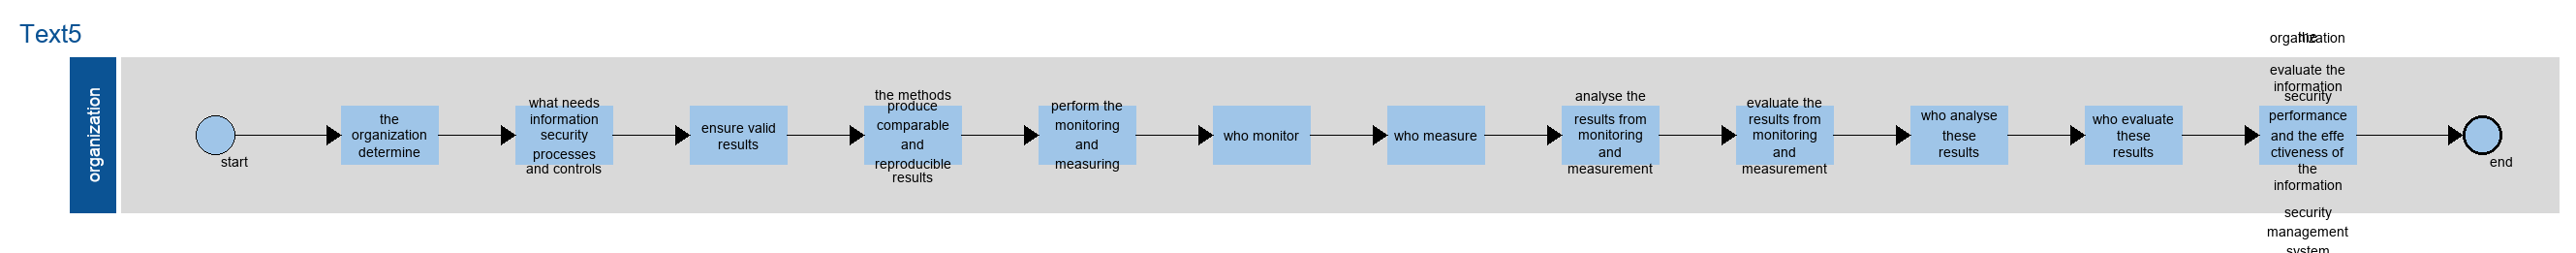 Text5
organization
start
the
organization
determine
what needs
information
security
processes
and controls
ensure valid
results
the methods
produce
comparable
and
reproducible
results
perform the
monitoring
and
measuring
who monitor
who measure
analyse the
results from
monitoring
and
measurement
evaluate the
results from
monitoring
and
measurement
who analyse
these
results
who evaluate
these
results
the
organization
evaluate the
information
security
performance
and the effe
ctiveness of
the
information
security
management
system
end